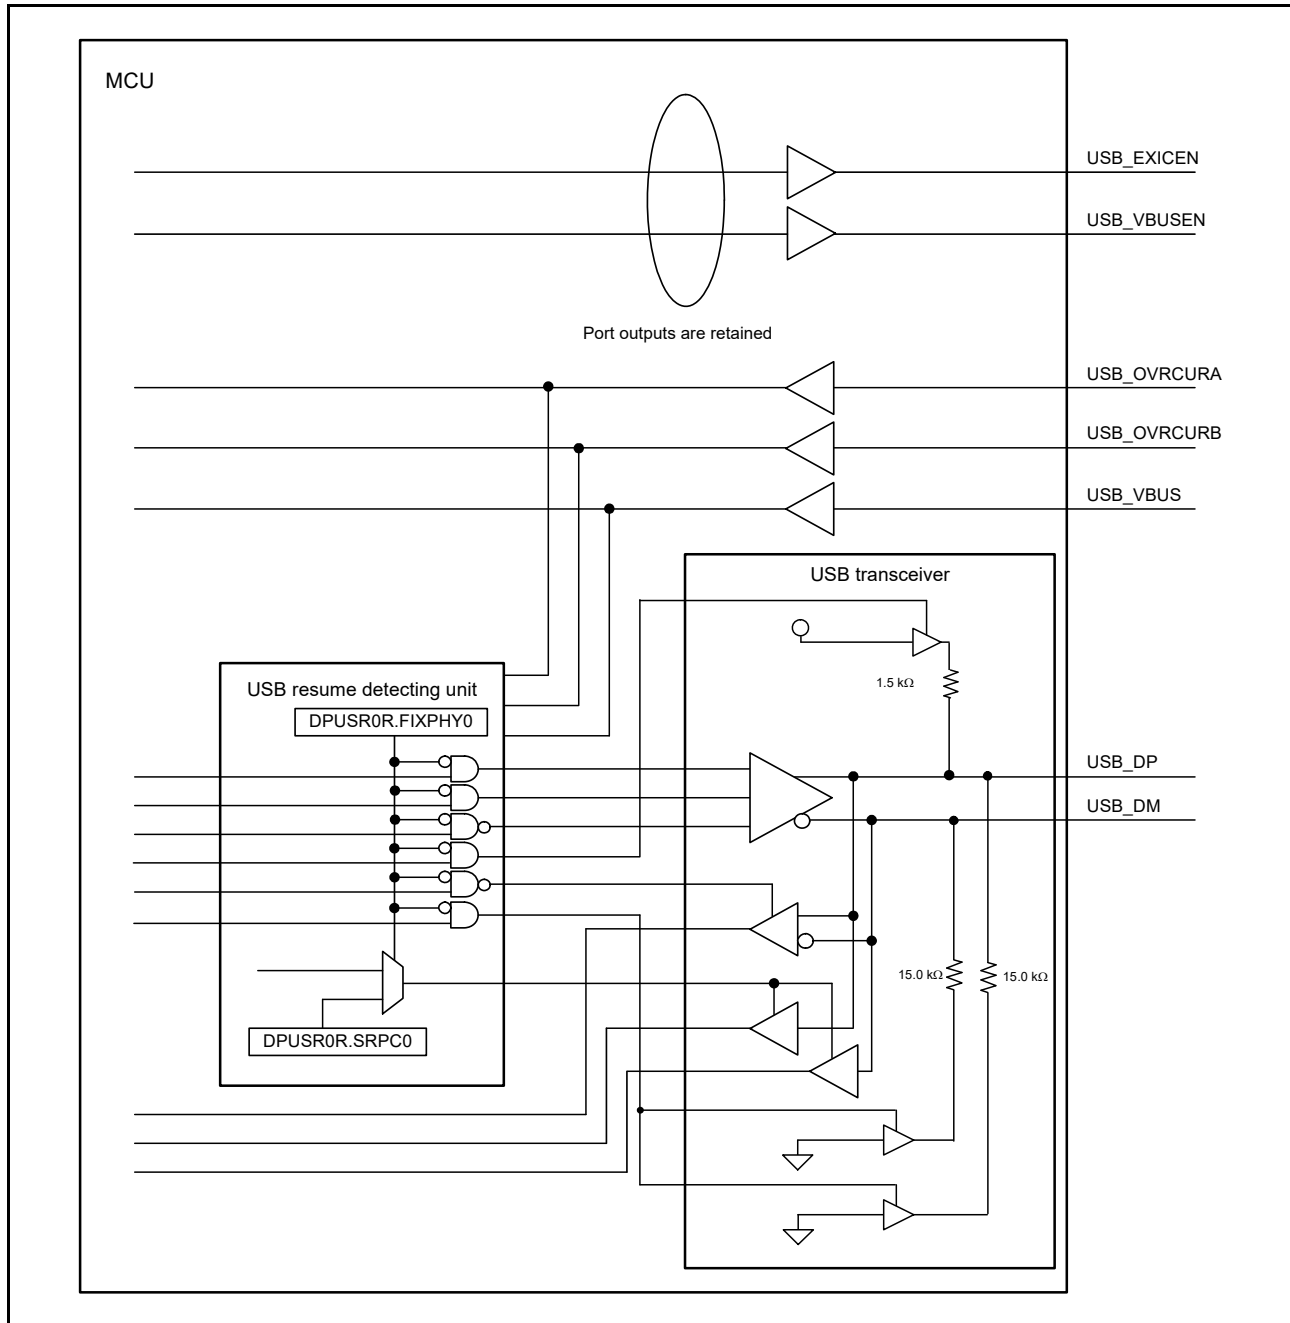 MCU
USB_EXICEN
USB_VBUSEN
Port outputs are retained
USB_OVRCURA
USB_OVRCURB
USB_VBUS
USB transceiver
1.5 kΩ
USB resume detecting unit
DPUSR0R.FIXPHY0
USB_DP
USB_DM
15.0 kΩ
15.0 kΩ
DPUSR0R.SRPC0